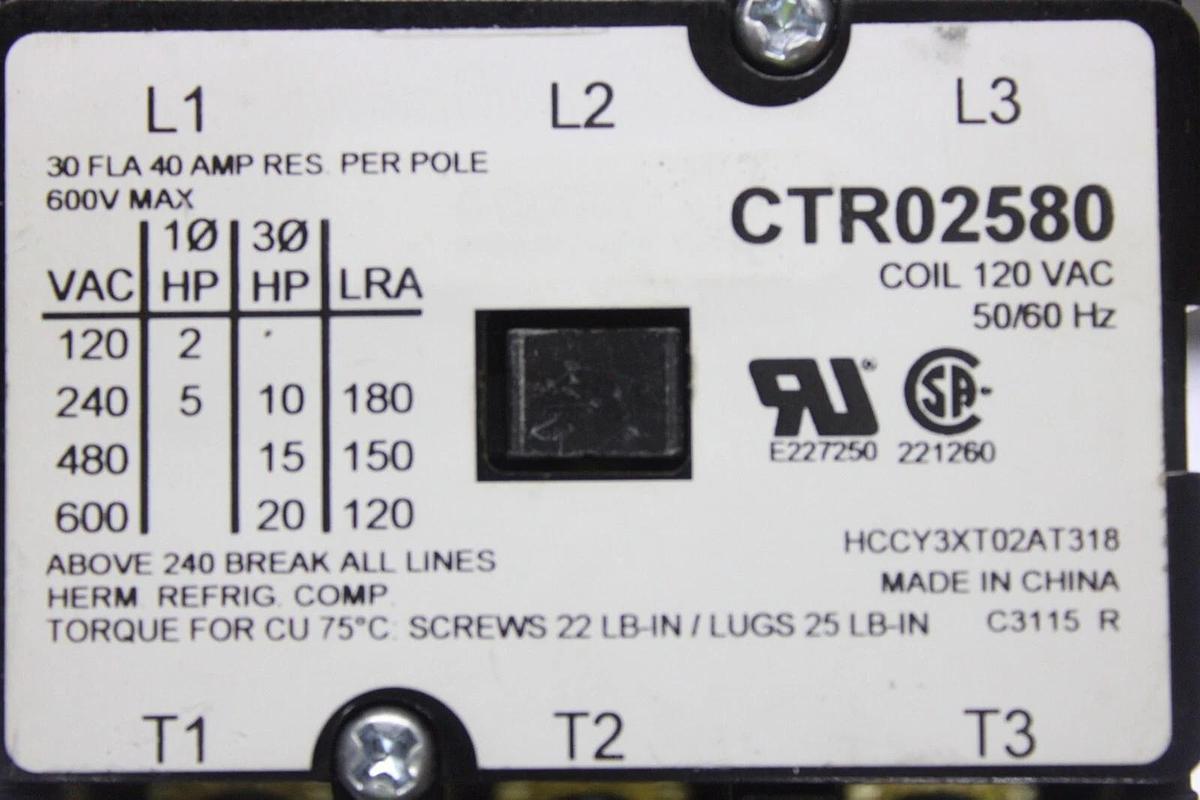 L1 L2 L3
30 FLA 40 AMP RES. PER POLE
600V MAX
1Ø 3Ø
VAC HP HP LRA
120 2
240 5 10 180
480 15 150
600 20 120
ABOVE 240 BREAK ALL LINES
HERM. REFRIG. COMP.
TORQUE FOR CU 75°C: SCREWS 22 LB-IN / LUGS 25 LB-IN
CTR02580
COIL 120 VAC
50/60 Hz
RU® SA
E227250 221260
HCCY3XT02AT318
MADE IN CHINA
C3115 R
T1 T2 T3